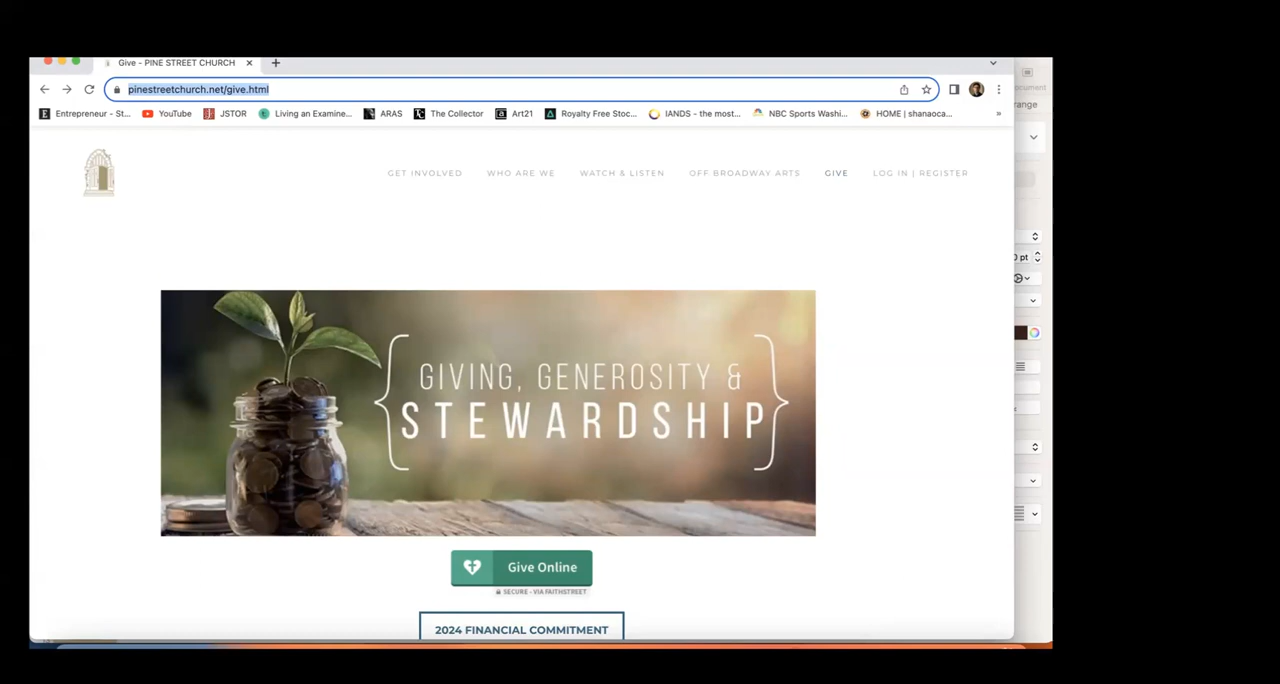 Give - PINE STREET CHURCH
pinestreetchurch.net/give.html
Entrepreneur - St... YouTube JSTOR Living an Examine... ARAS The Collector Art21 Royalty Free Stoc... IANDS - the most... NBC Sports Washi... HOME | shanaoca... »
GET INVOLVED WHO ARE WE WATCH & LISTEN OFF BROADWAY ARTS GIVE LOG IN | REGISTER
GIVING, GENEROSITY &
STEWARDSHIP
Give Online
SECURE - VIA FAITHSTREET
2024 FINANCIAL COMMITMENT
0 pt